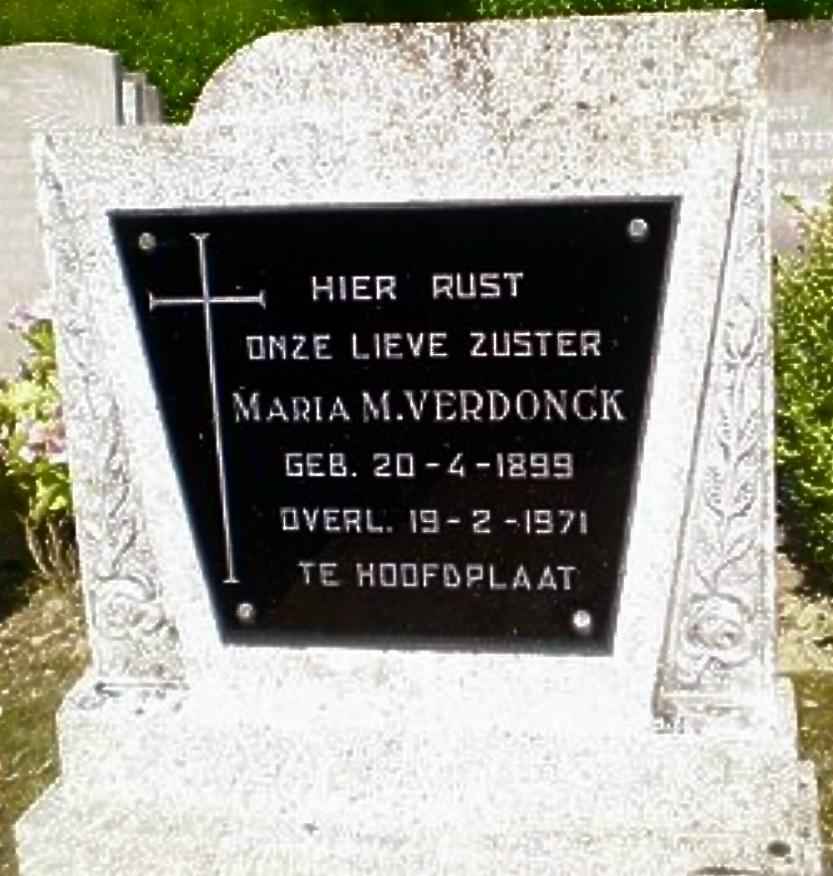 HIER RUST
ONZE LIEVE ZUSTER
MARIA M. VERDONCK
GEB. 20-4-1899
OVERL. 19-2-1971
TE HOOFDPLAAT